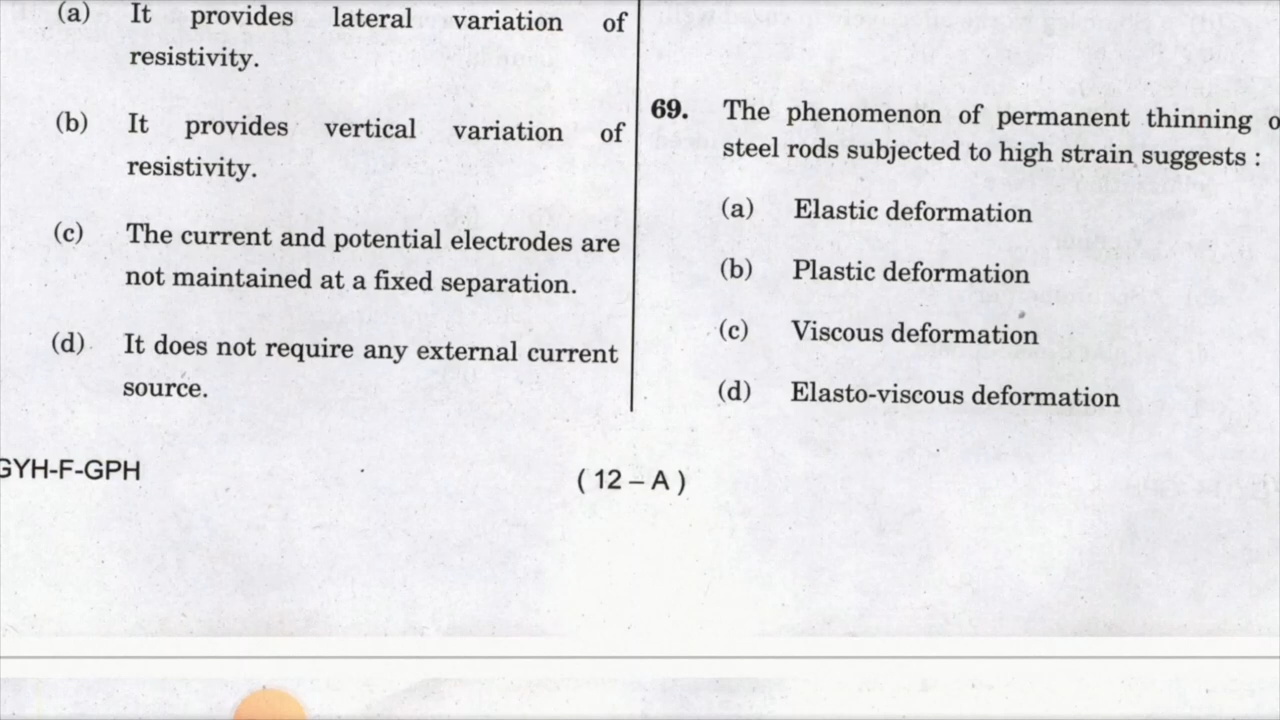 (a) It provides lateral variation of
resistivity.
(b) It provides vertical variation of
resistivity.
(c) The current and potential electrodes are
not maintained at a fixed separation.
(d) It does not require any external current
source.
69. The phenomenon of permanent thinning
steel rods subjected to high strain suggests :
(a) Elastic deformation
(b) Plastic deformation
(c) Viscous deformation
(d) Elasto-viscous deformation
GYH-F-GPH
( 12 – A )